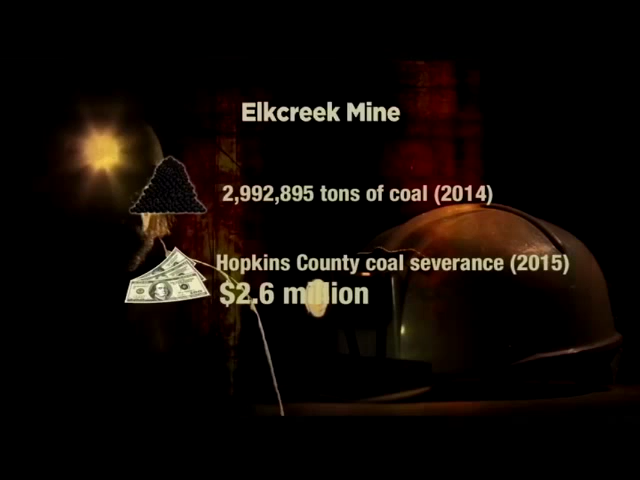 Elkcreek Mine
2,992,895 tons of coal (2014)
Hopkins County coal severance (2015)
$2.6 million